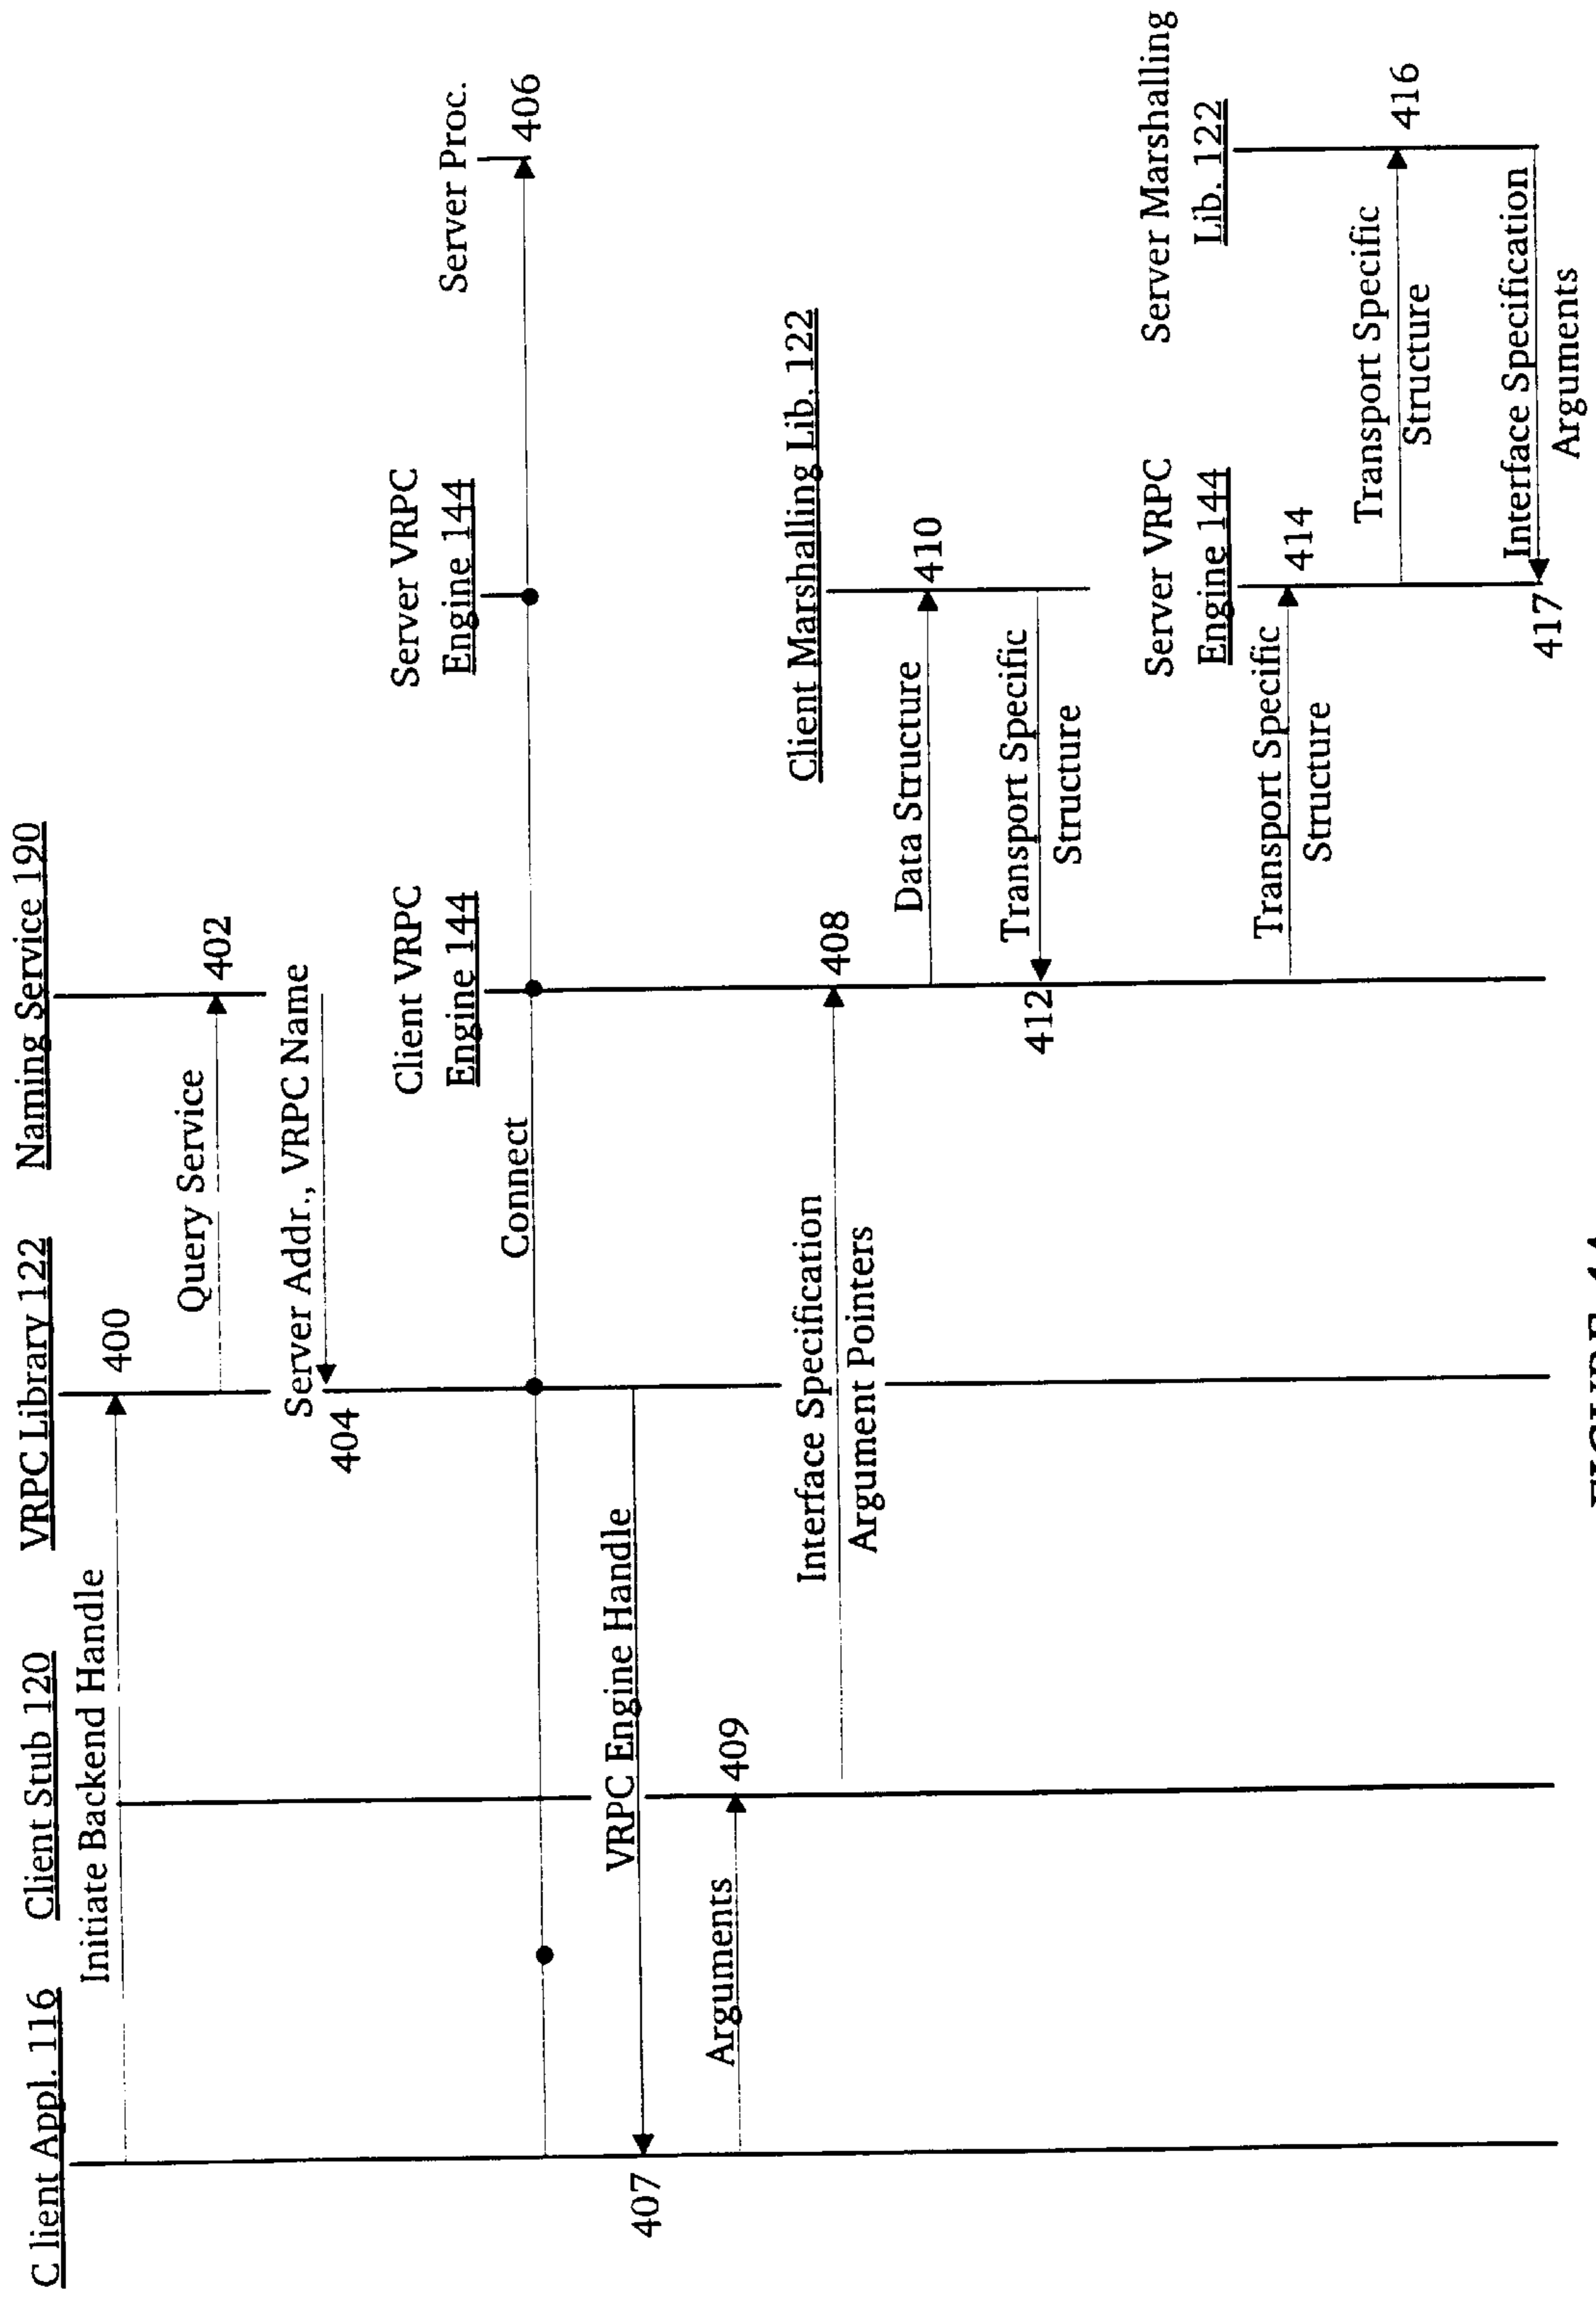 Client Appl. 116
Client Stub 120
VRPC Library 122
Naming Service 190
Initiate Backend Handle
400
Query Service
402
Server Addr., VRPC Name
404
Client VRPC
Engine 144
Server VRPC
Engine 144
Server Proc.
Connect
406
VRPC Engine Handle
407
Arguments
409
Interface Specification
Argument Pointers
408
Client Marshalling Lib. 122
Data Structure
410
Transport Specific
Structure
412
Server VRPC
Engine 144
Server Marshalling
Lib. 122
Transport Specific
Structure
414
Transport Specific
Structure
416
Interface Specification
Arguments
417
FIGURE 4A